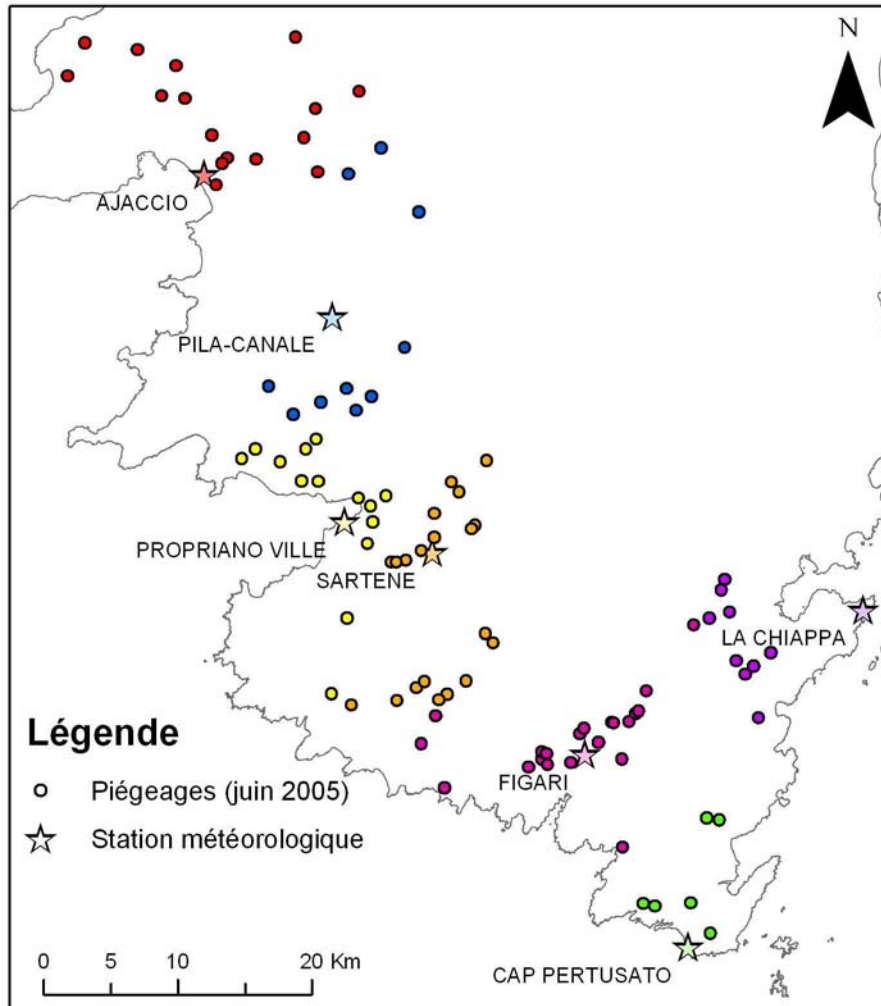 N
AJACCIO
PILA-CANALE
PROPRIANO VILLE
SARTENE
LA CHIAPPA
FIGARI
CAP PERTUSATO
Légende
Piégeages (juin 2005)
Station météorologique
0 5 10 20 Km